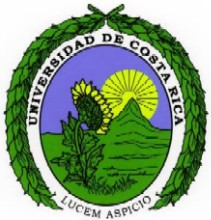 UNIVERSIDAD DE COSTA RICA
LUCEM ASPICIO